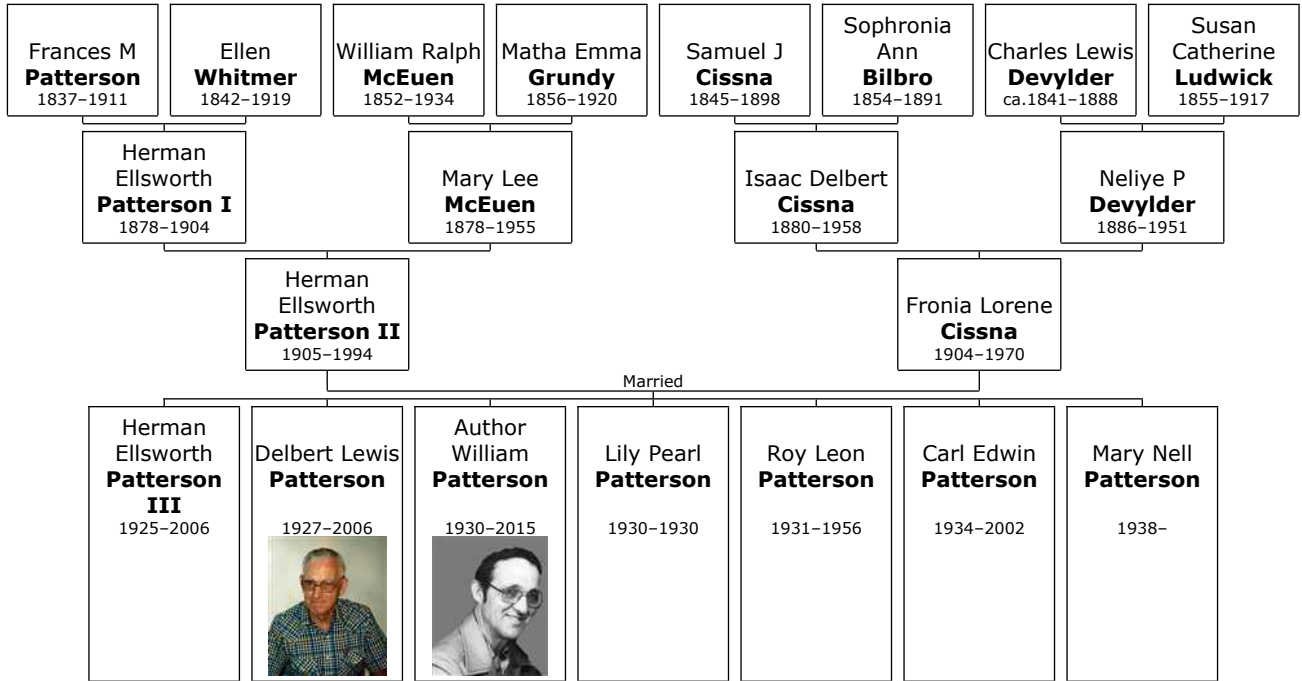 Frances M
Patterson
1837–1911
Ellen
Whitmer
1842–1919
William Ralph
McEuen
1852–1934
Matha Emma
Grundy
1856–1920
Samuel J
Cissna
1845–1898
Sophronia
Ann
Bilbro
1854–1891
Charles Lewis
Devylder
ca.1841–1888
Susan
Catherine
Ludwick
1855–1917
Herman
Ellsworth
Patterson I
1878–1904
Mary Lee
McEuen
1878–1955
Isaac Delbert
Cissna
1880–1958
Neliye P
Devylder
1886–1951
Herman
Ellsworth
Patterson II
1905–1994
Fronia Lorene
Cissna
1904–1970
Married
Herman
Ellsworth
Patterson
III
1925–2006
Delbert Lewis
Patterson
1927–2006
Author
William
Patterson
1930–2015
Lily Pearl
Patterson
1930–1930
Roy Leon
Patterson
1931–1956
Carl Edwin
Patterson
1934–2002
Mary Nell
Patterson
1938–